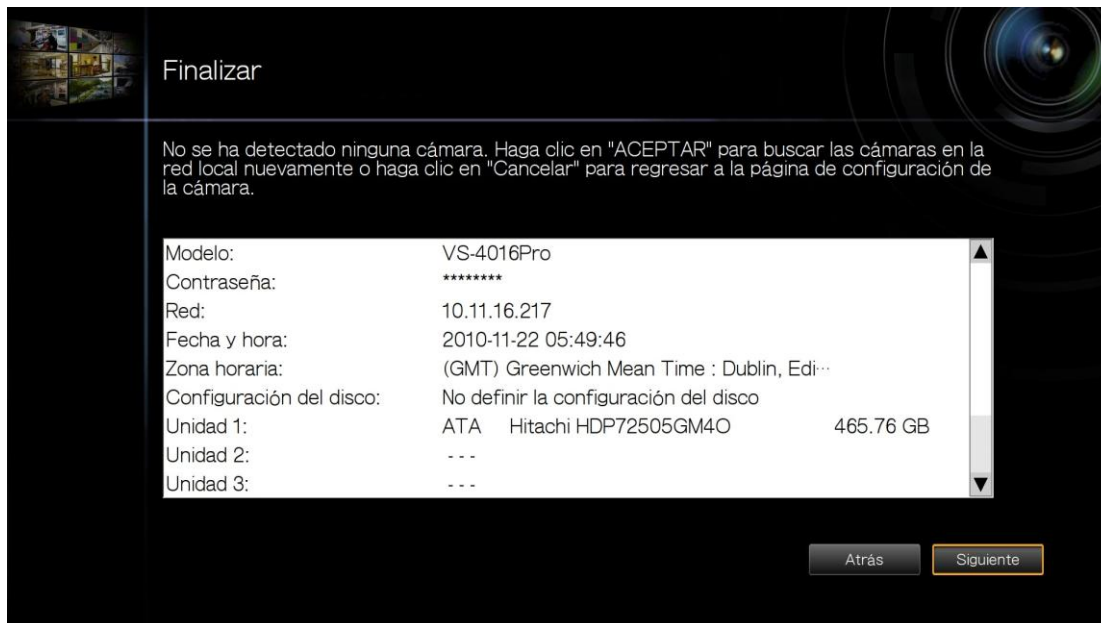 Finalizar
No se ha detectado ninguna cámara. Haga clic en "ACEPTAR" para buscar las cámaras en la
red local nuevamente o haga clic en "Cancelar" para regresar a la página de configuración de
la cámara.
Modelo: VS-4016Pro
Contraseña: ********
Red: 10.11.16.217
Fecha y hora: 2010-11-22 05:49:46
Zona horaria: (GMT) Greenwich Mean Time : Dublin, Edi...
Configuración del disco: No definir la configuración del disco
Unidad 1: ATA Hitachi HDP72505GM4O 465.76 GB
Unidad 2: - - -
Unidad 3: - - -
Atrás Siguiente